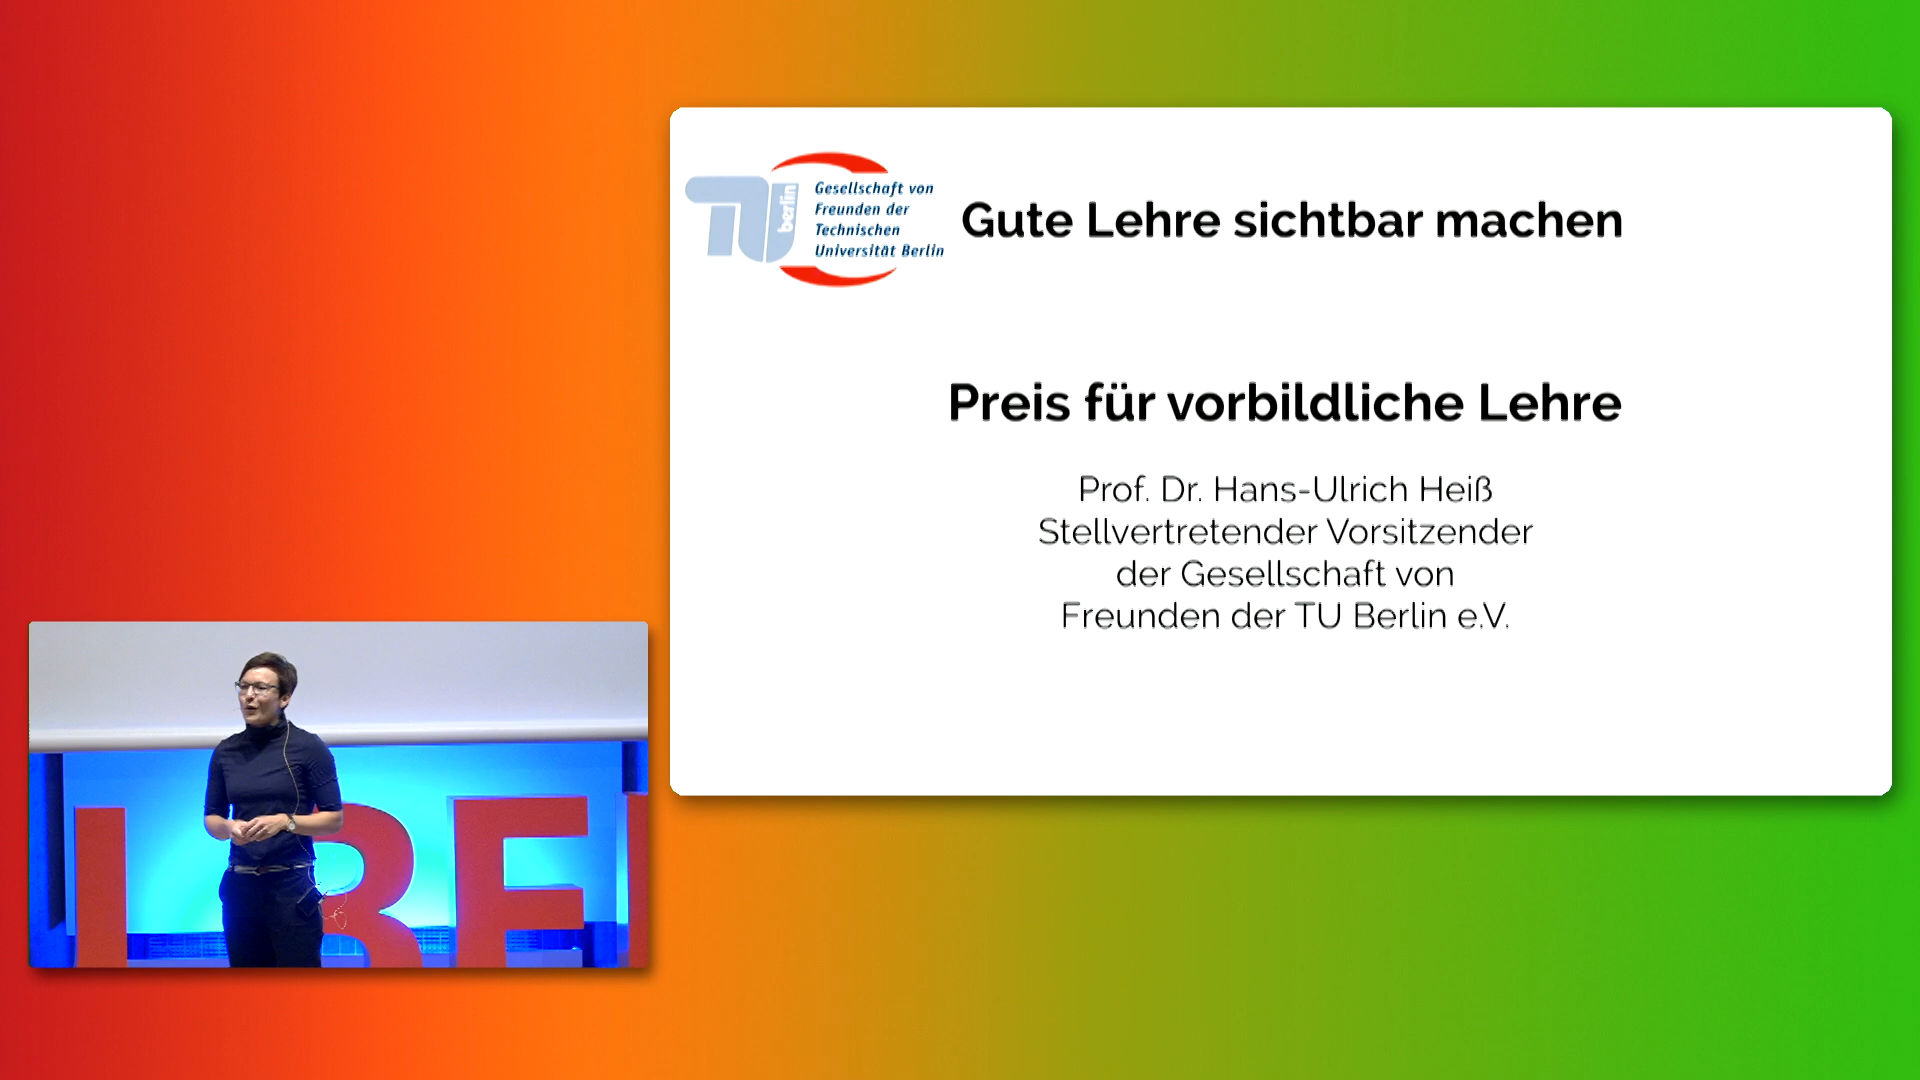 TU berlin
Gesellschaft von
Freunden der
Technischen
Universität Berlin
Gute Lehre sichtbar machen
Preis für vorbildliche Lehre
Prof. Dr. Hans-Ulrich Heiß
Stellvertretender Vorsitzender
der Gesellschaft von
Freunden der TU Berlin e.V.